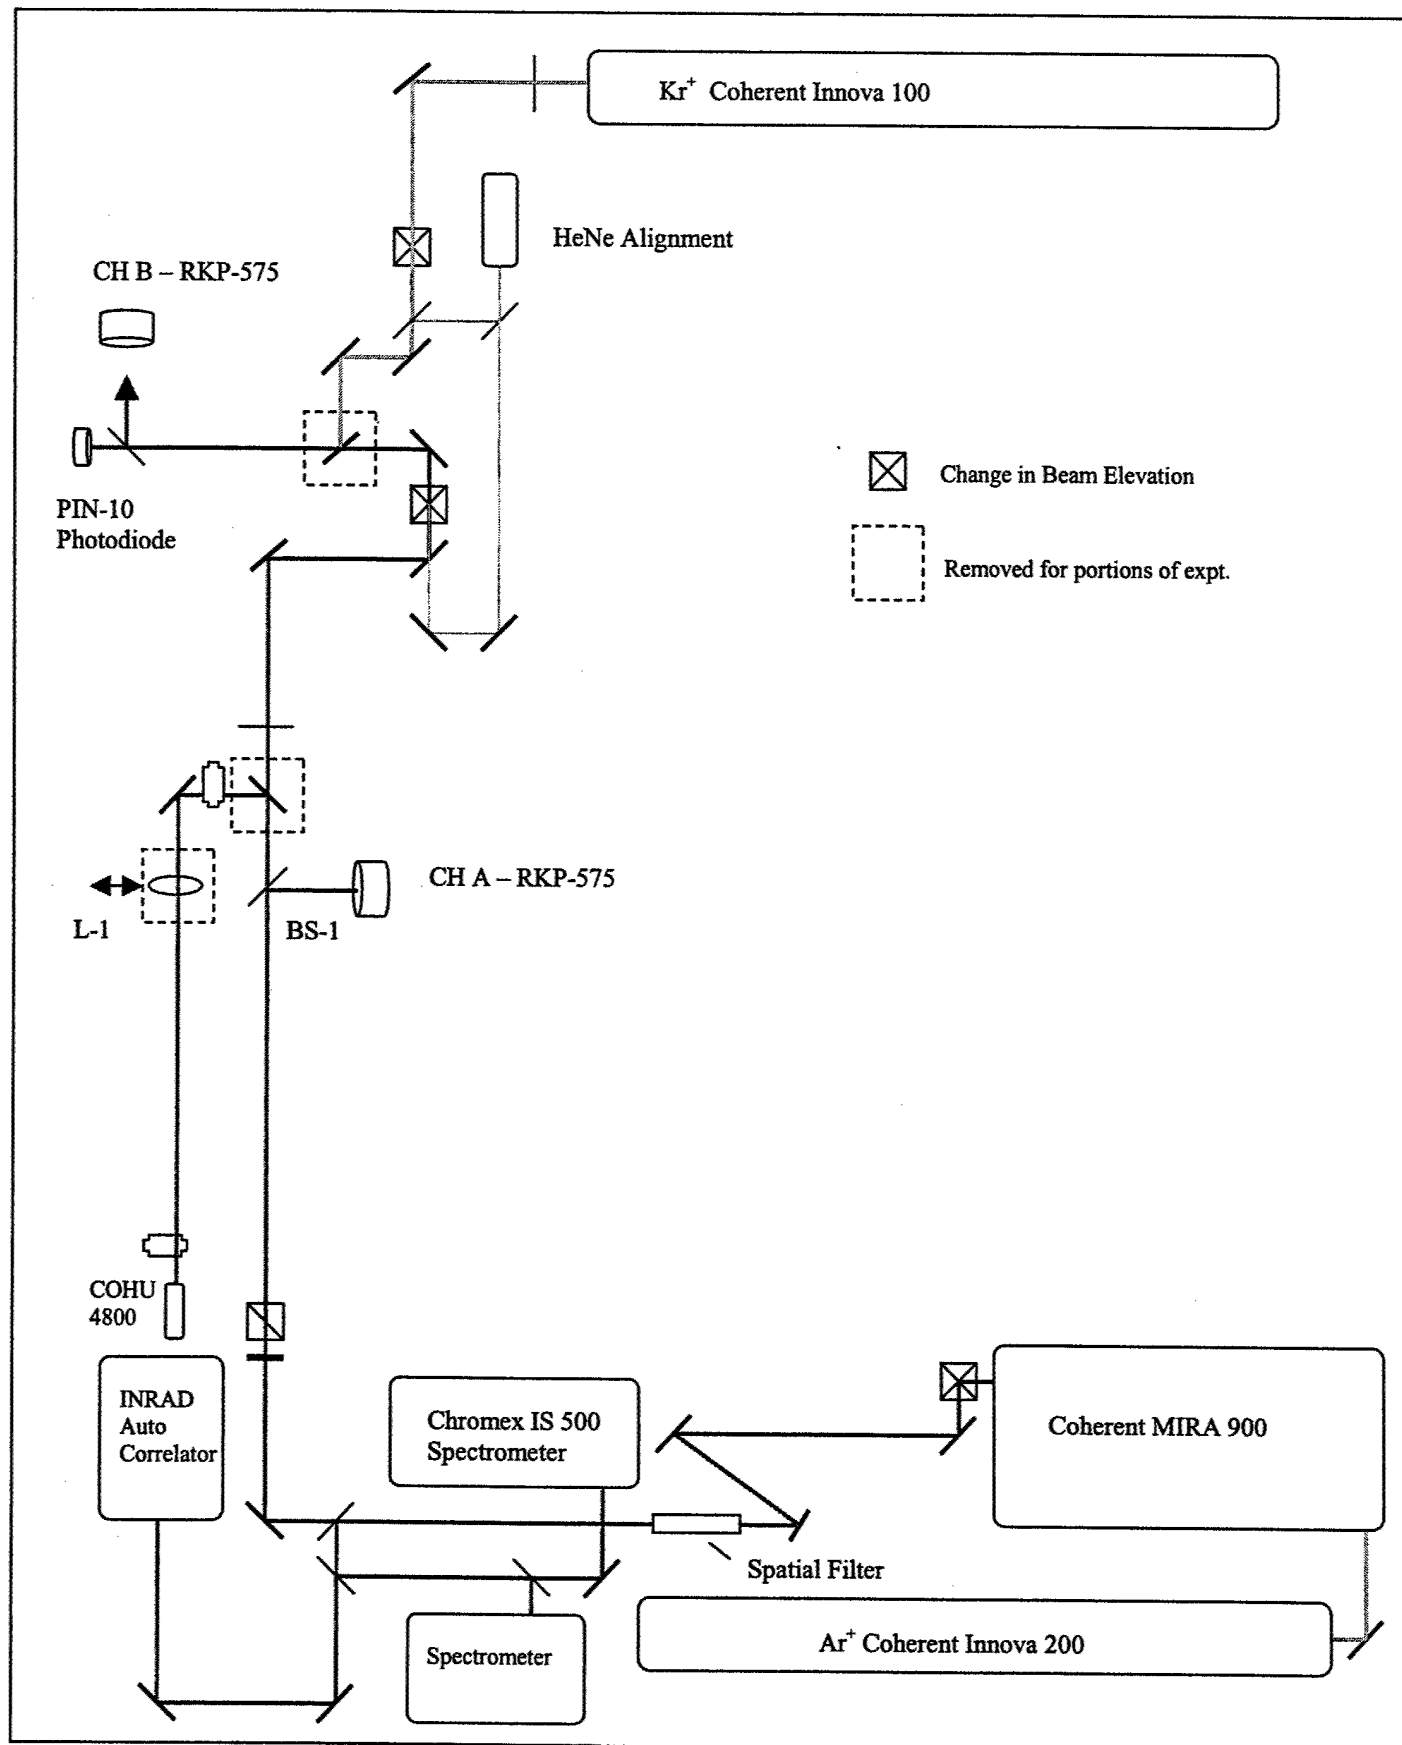 Kr+ Coherent Innova 100
HeNe Alignment
CH B – RKP-575
PIN-10
Photodiode
Change in Beam Elevation
Removed for portions of expt.
CH A – RKP-575
L-1
BS-1
COHU
4800
INRAD
Auto
Correlator
Chromex IS 500
Spectrometer
Coherent MIRA 900
Spatial Filter
Spectrometer
Ar+ Coherent Innova 200